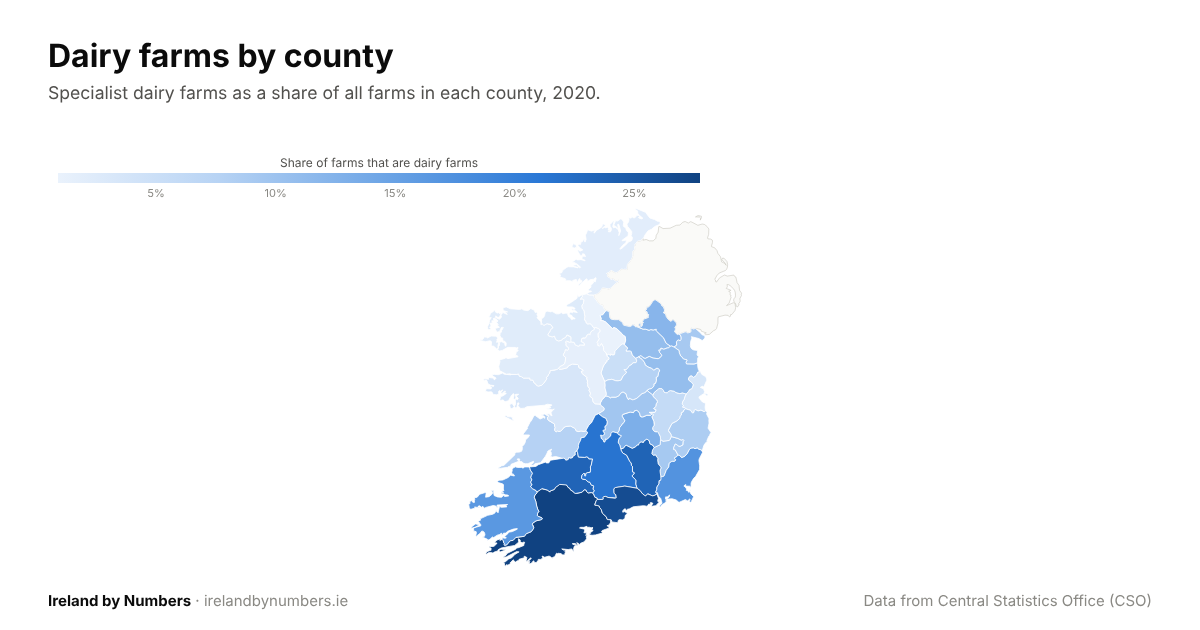 Dairy farms by county
Specialist dairy farms as a share of all farms in each county, 2020.
Share of farms that are dairy farms
5% 10% 15% 20% 25%
Ireland by Numbers · irelandbynumbers.ie
Data from Central Statistics Office (CSO)